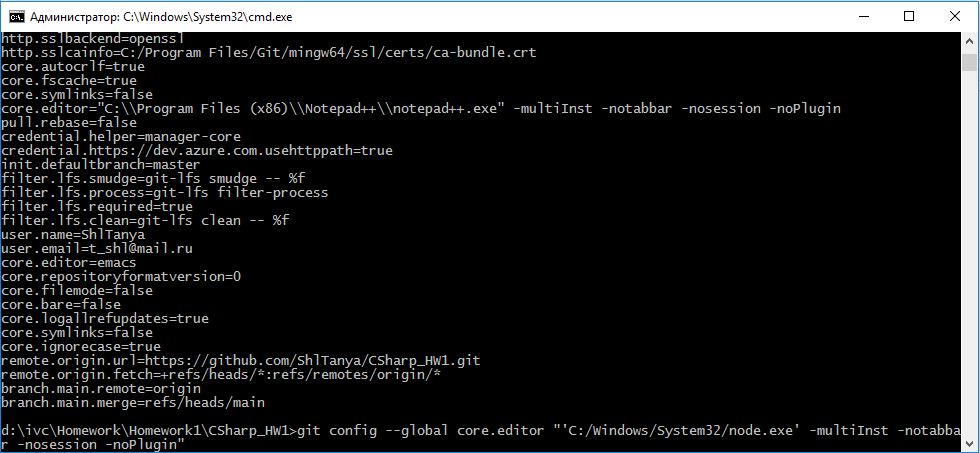 Администратор: C:\Windows\System32\cmd.exe
http.sslbackend=openssl
http.sslcainfo=C:/Program Files/Git/mingw64/ssl/certs/ca-bundle.crt
core.autocrlf=true
core.fscache=true
core.symlinks=false
core.editor="C:\\Program Files (x86)\\Notepad++\\notepad++.exe" -multiInst -notabbar -nosession -noPlugin
pull.rebase=false
credential.helper=manager-core
credential.https://dev.azure.com.usehttppath=true
init.defaultbranch=master
filter.lfs.smudge=git-lfs smudge -- %f
filter.lfs.process=git-lfs filter-process
filter.lfs.required=true
filter.lfs.clean=git-lfs clean -- %f
user.name=ShlTanya
user.email=t_shl@mail.ru
core.editor=emacs
core.repositoryformatversion=0
core.filemode=false
core.bare=false
core.logallrefupdates=true
core.symlinks=false
core.ignorecase=true
remote.origin.url=https://github.com/ShlTanya/CSharp_HW1.git
remote.origin.fetch=+refs/heads/*:refs/remotes/origin/*
branch.main.remote=origin
branch.main.merge=refs/heads/main
d:\ivc\Homework\Homework1\CSharp_HW1>git config --global core.editor "'C:/Windows/System32/node.exe' -multiInst -notabba
r -nosession -noPlugin"